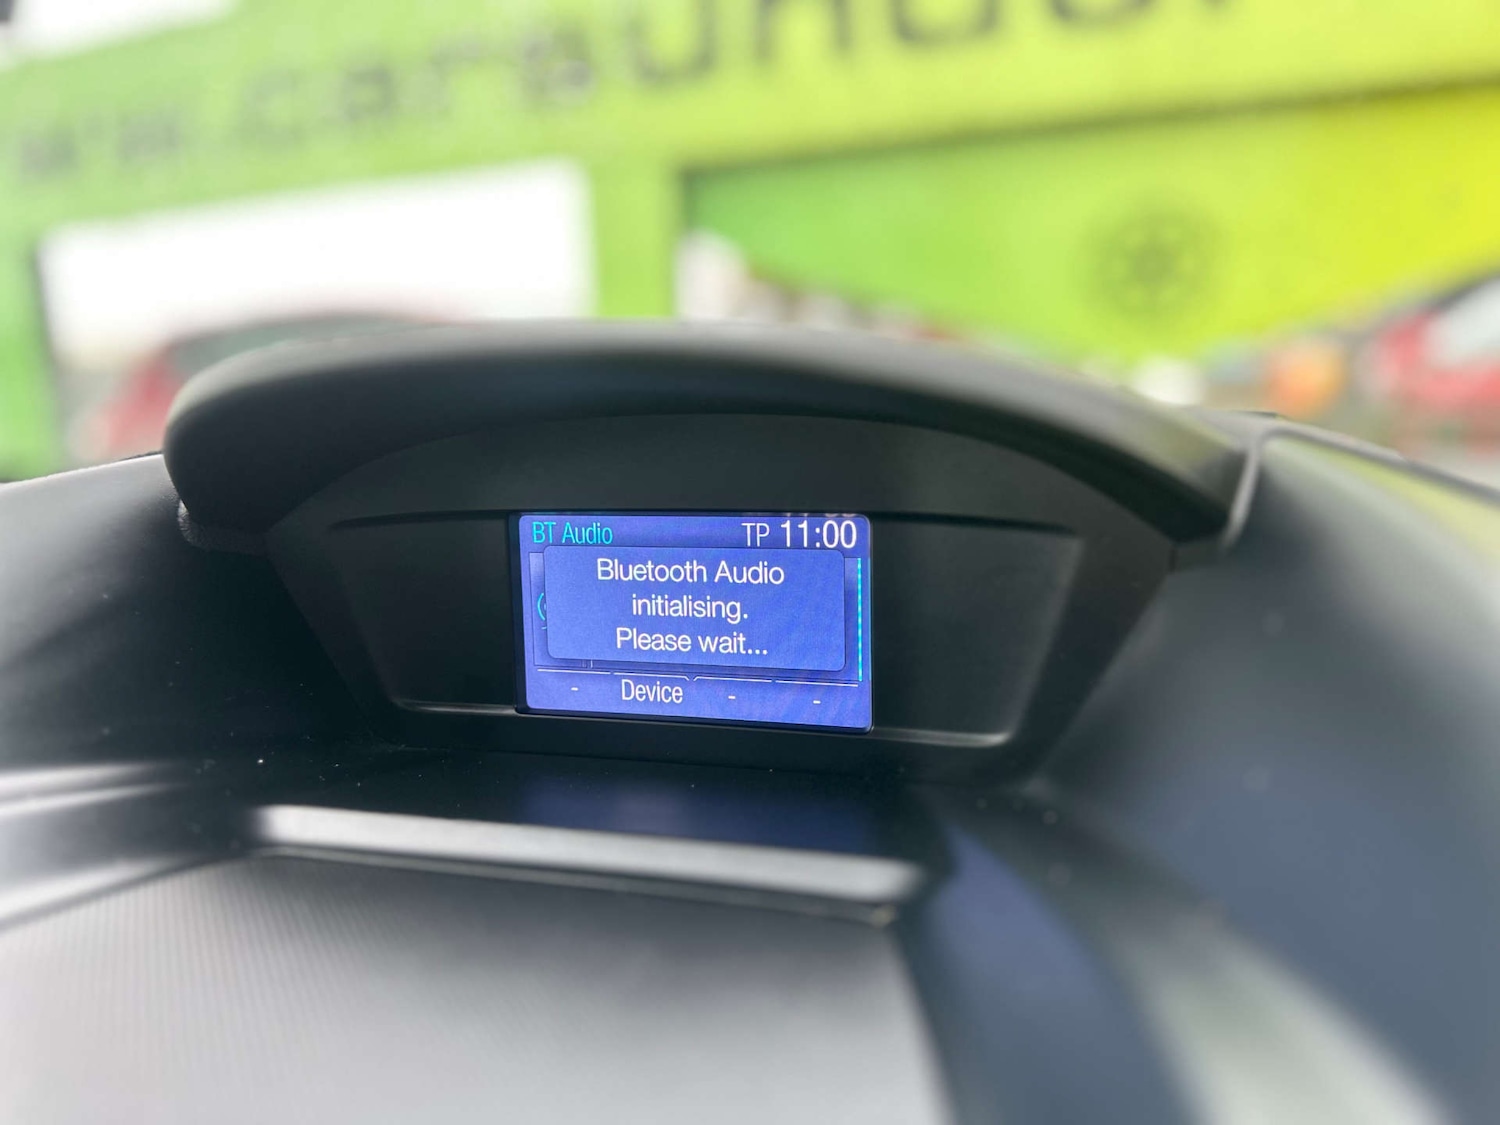 BT Audio TP 11:00
Bluetooth Audio
initialising.
Please wait...
- Device - -